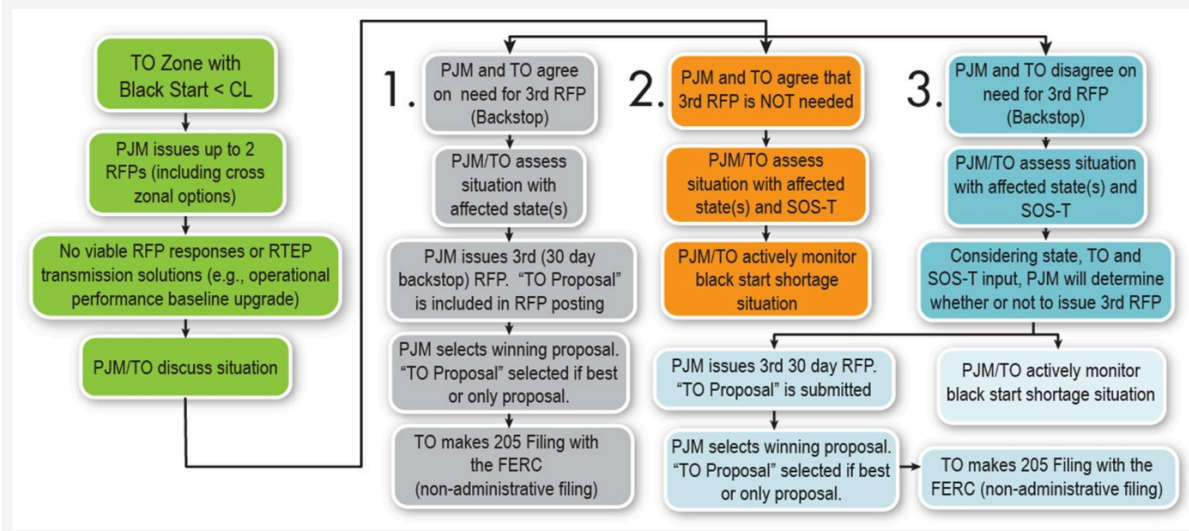 TO Zone with
Black Start < CL
PJM issues up to 2
RFPs (including cross
zonal options)
No viable RFP responses or RTEP
transmission solutions (e.g., operational
performance baseline upgrade)
PJM/TO discuss situation
1.
PJM and TO agree
on need for 3rd RFP
(Backstop)
PJM/TO assess
situation with
affected state(s)
PJM issues 3rd (30 day
backstop) RFP. “TO Proposal”
is included in RFP posting
PJM selects winning proposal.
“TO Proposal” selected if best
or only proposal.
TO makes 205 Filing with
the FERC
(non-administrative filing)
2.
PJM and TO agree that
3rd RFP is NOT needed
PJM/TO assess
situation with affected
state(s) and SOS-T
PJM/TO actively monitor
black start shortage
situation
3.
PJM and TO disagree on
need for 3rd RFP
(Backstop)
PJM/TO assess situation
with affected state(s) and
SOS-T
Considering state, TO and
SOS-T input, PJM will determine
whether or not to issue 3rd RFP
PJM issues 3rd 30 day RFP.
“TO Proposal” is submitted
PJM selects winning proposal.
“TO Proposal” selected if best
or only proposal.
TO makes 205 Filing with the
FERC (non-administrative filing)
PJM/TO actively monitor
black start shortage situation